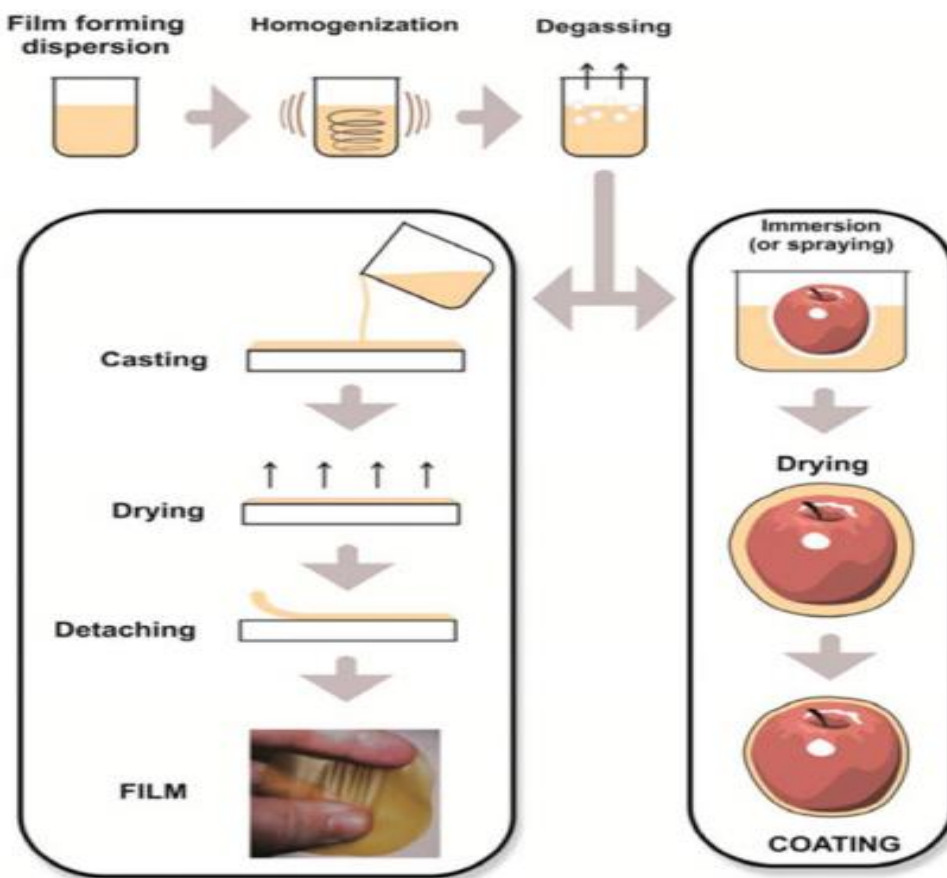 Film forming
dispersion
Homogenization
Degassing
Casting
Drying
Detaching
FILM
Immersion
(or spraying)
Drying
COATING